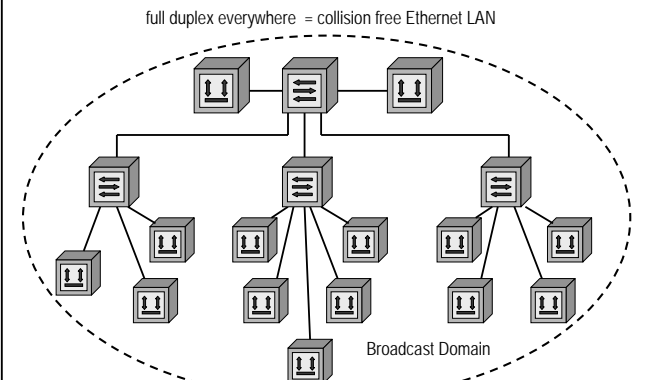 full duplex everywhere = collision free Ethernet LAN
Broadcast Domain